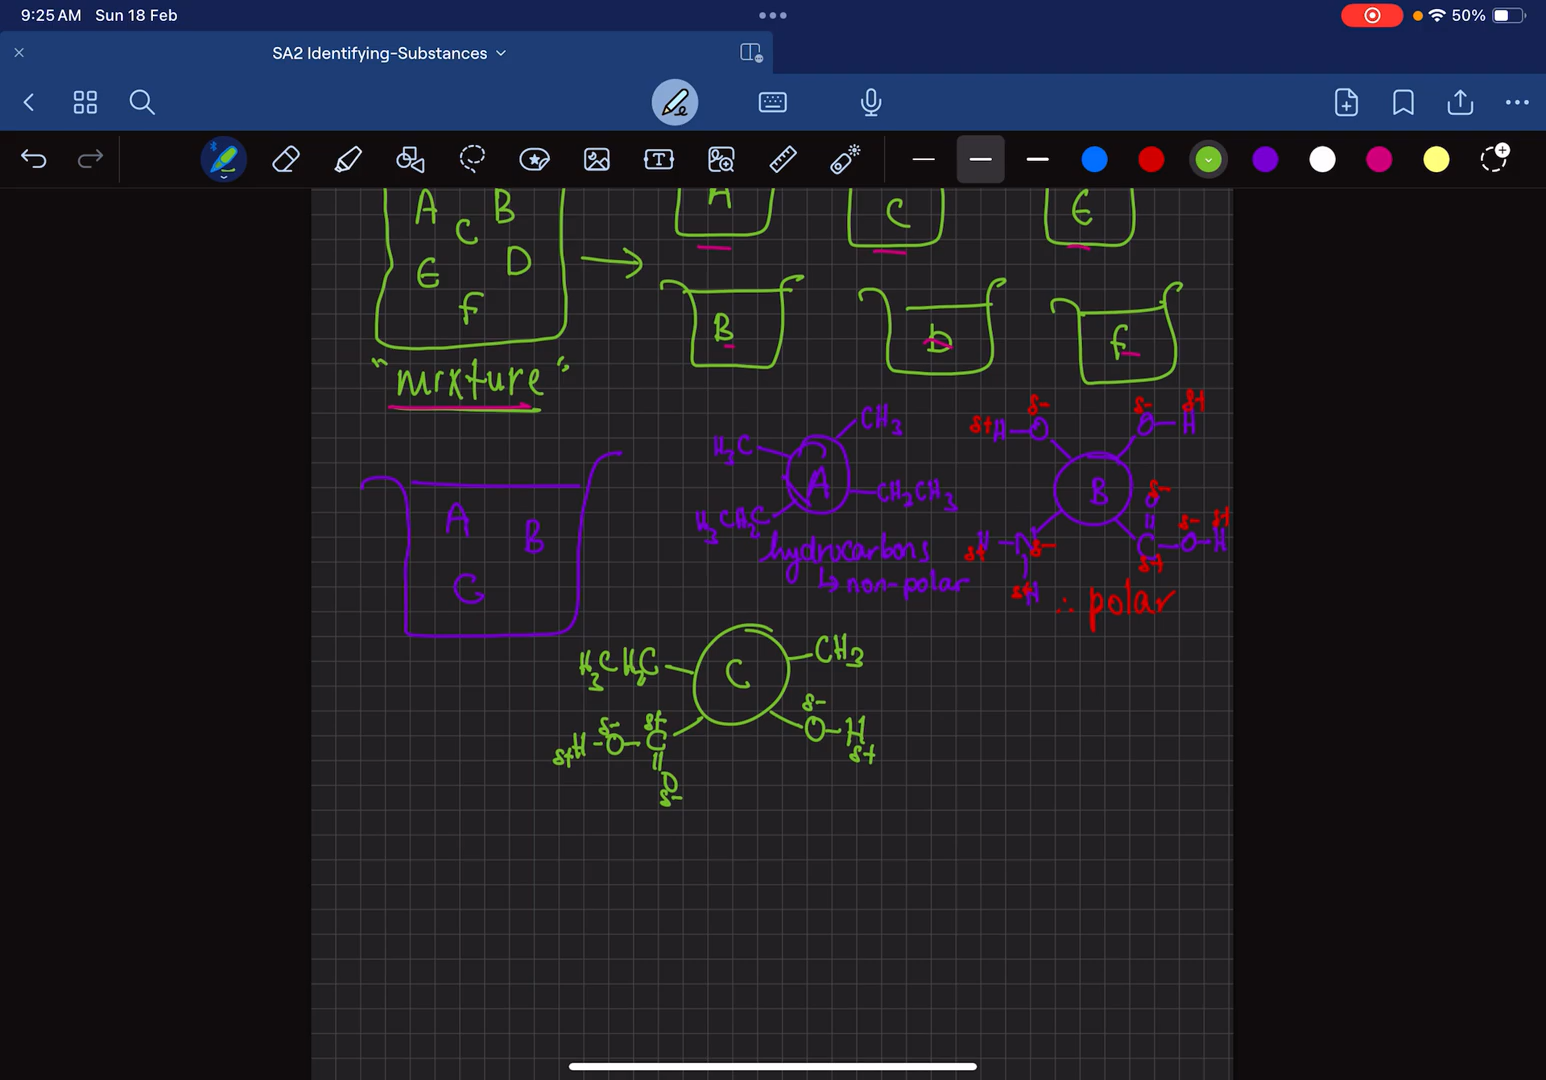 9:25 AM Sun 18 Feb
50%
SA2 Identifying-Substances
T
A B
C
E D
F
A
C
E
B
D
F
"mixture"
A B
C
H₃C
CH₃
A
CH₂CH₃
H₃CH₂C
hydrocarbons
↳ non-polar
δ+ H—O δ-
δ- O—H δ+
B
δ- O
δ+ H—N δ-
C δ+ —O δ- —H δ+
δ+ H
∴ polar
H₃CH₂C
CH₃
C
δ-
O—H
δ+
δ+ H—O δ- —C δ+
O
δ-